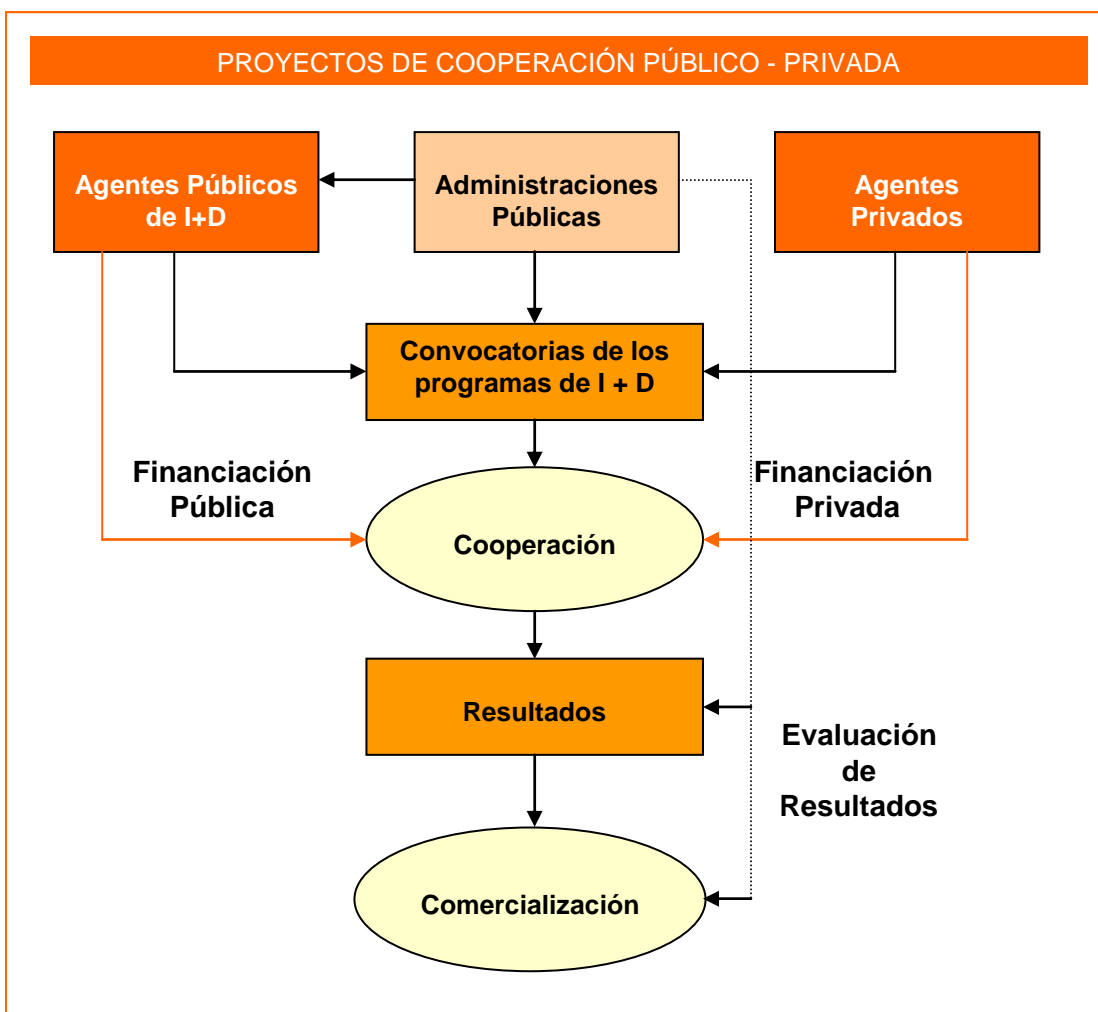 PROYECTOS DE COOPERACIÓN PÚBLICO - PRIVADA
Agentes Públicos
de I+D
Administraciones
Públicas
Agentes
Privados
Convocatorias de los
programas de I + D
Financiación
Pública
Financiación
Privada
Cooperación
Resultados
Evaluación
de
Resultados
Comercialización